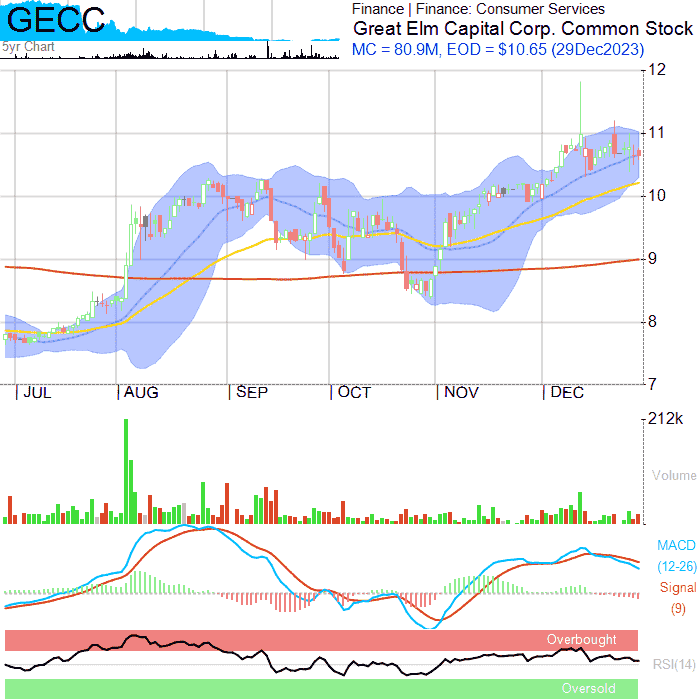 GECC
5yr Chart
Finance | Finance: Consumer Services
Great Elm Capital Corp. Common Stock
MC = 80.9M, EOD = $10.65 (29Dec2023)
12
11
10
9
8
7
JUL AUG SEP OCT NOV DEC
212k
Volume
MACD
(12-26)
Signal
(9)
Overbought
RSI(14)
Oversold